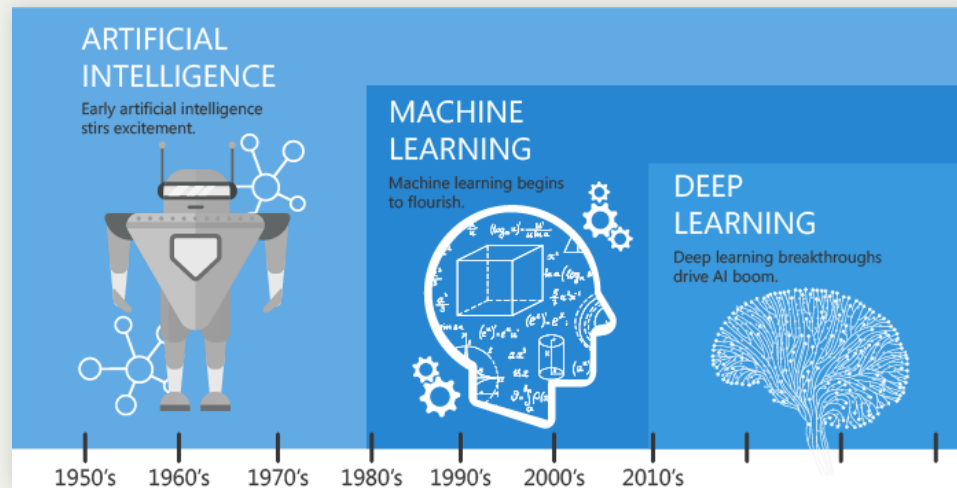 ARTIFICIAL
INTELLIGENCE
Early artificial intelligence
stirs excitement.
MACHINE
LEARNING
Machine learning begins
to flourish.
DEEP
LEARNING
Deep learning breakthroughs
drive AI boom.
1950's 1960's 1970's 1980's 1990's 2000's 2010's